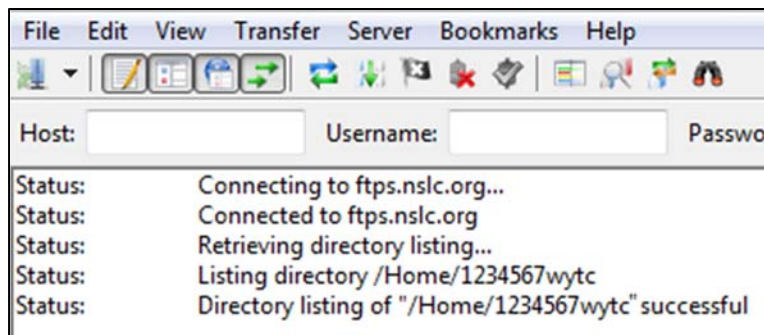 File Edit View Transfer Server Bookmarks Help
Host: Username: Passwo
Status: Connecting to ftps.nslc.org...
Status: Connected to ftps.nslc.org
Status: Retrieving directory listing...
Status: Listing directory /Home/1234567wytc
Status: Directory listing of "/Home/1234567wytc" successful